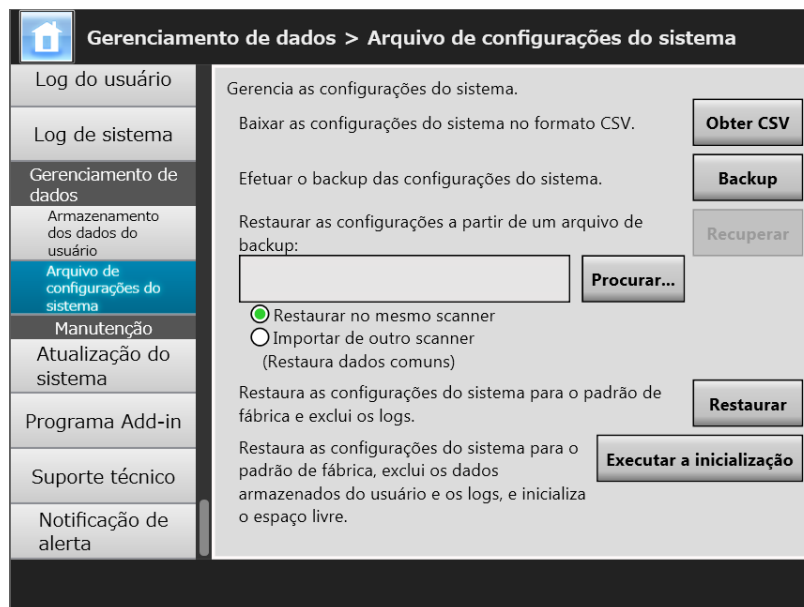 Gerenciamento de dados > Arquivo de configurações do sistema
Log do usuário
Log de sistema
Gerenciamento de
dados
Armazenamento
dos dados do
usuário
Arquivo de
configurações do
sistema
Manutenção
Atualização do
sistema
Programa Add-in
Suporte técnico
Notificação de
alerta
Gerencia as configurações do sistema.
Baixar as configurações do sistema no formato CSV.
Obter CSV
Efetuar o backup das configurações do sistema.
Backup
Restaurar as configurações a partir de um arquivo de
backup:
Recuperar
Procurar...
Restaurar no mesmo scanner
Importar de outro scanner
(Restaura dados comuns)
Restaura as configurações do sistema para o padrão de
fábrica e exclui os logs.
Restaurar
Restaura as configurações do sistema para o
padrão de fábrica, exclui os dados
armazenados do usuário e os logs, e inicializa
o espaço livre.
Executar a inicialização